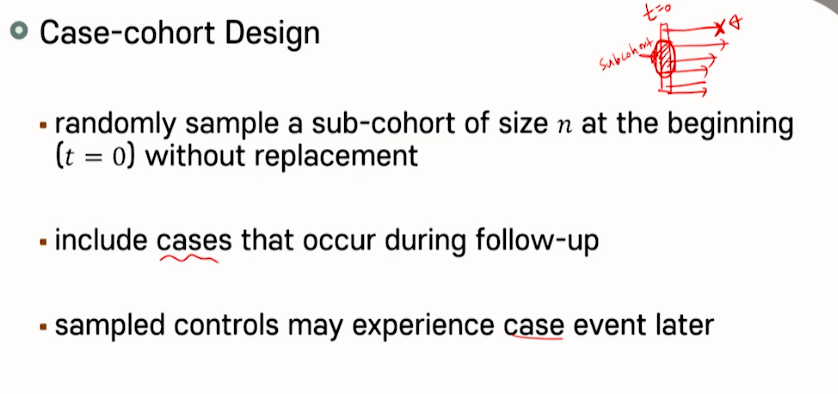 t=0
Case-cohort Design
subcohort
randomly sample a sub-cohort of size n at the beginning
(t = 0) without replacement
include cases that occur during follow-up
sampled controls may experience case event later